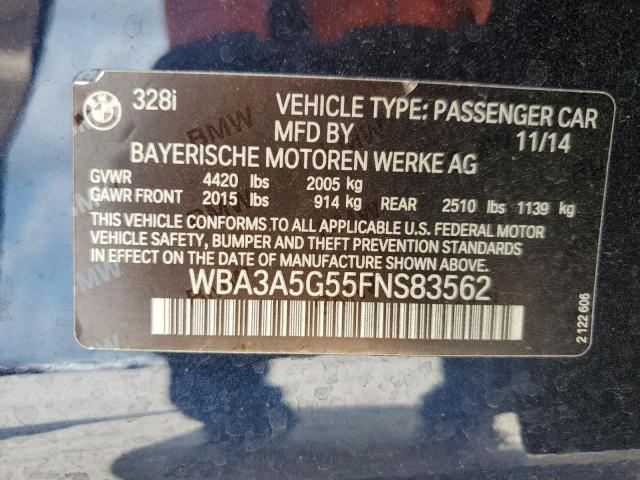 328i VEHICLE TYPE: PASSENGER CAR
MFD BY 11/14
BAYERISCHE MOTOREN WERKE AG
GVWR 4420 lbs 2005 kg
GAWR FRONT 2015 lbs 914 kg REAR 2510 lbs 1139 kg
THIS VEHICLE CONFORMS TO ALL APPLICABLE U.S. FEDERAL MOTOR
VEHICLE SAFETY, BUMPER AND THEFT PREVENTION STANDARDS IN
EFFECT ON THE DATE OF MANUFACTURE SHOWN ABOVE.
WBA3A5G55FNS83562
2 122 606